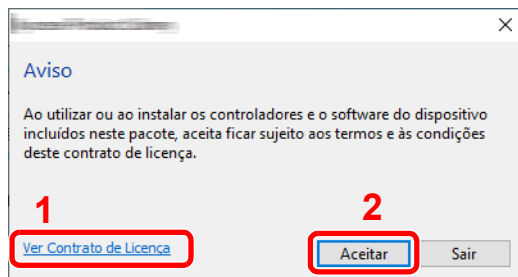 Aviso
Ao utilizar ou ao instalar os controladores e o software do dispositivo
incluídos neste pacote, aceita ficar sujeito aos termos e às condições
deste contrato de licença.
1
2
Ver Contrato de Licença
Aceitar
Sair